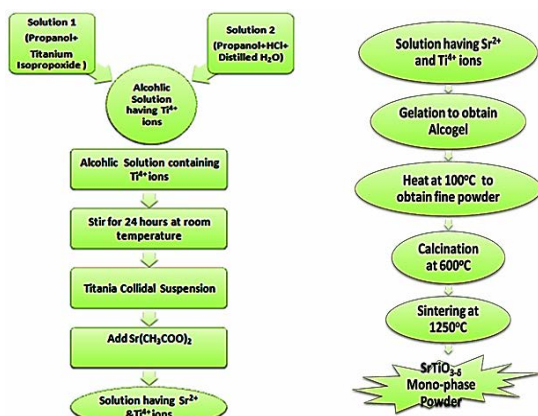 Solution 1
(Propanol+
Titanium
Isopropoxide)
Solution 2
(Propanol+HCl+
Distilled H₂O)
Alcohlic
Solution
having Ti⁴⁺
ions
Alcohlic Solution containing
Ti⁴⁺ ions
Stir for 24 hours at room
temperature
Titania Collidal Suspension
Add Sr(CH₃COO)₂
Solution having Sr²⁺
&Ti⁴⁺ions
Solution having Sr²⁺
and Ti⁴⁺ ions
Gelation to obtain
Alcogel
Heat at 100°C to
obtain fine powder
Calcination
at 600°C
Sintering at
1250°C
SrTiO₃₋δ
Mono-phase
Powder